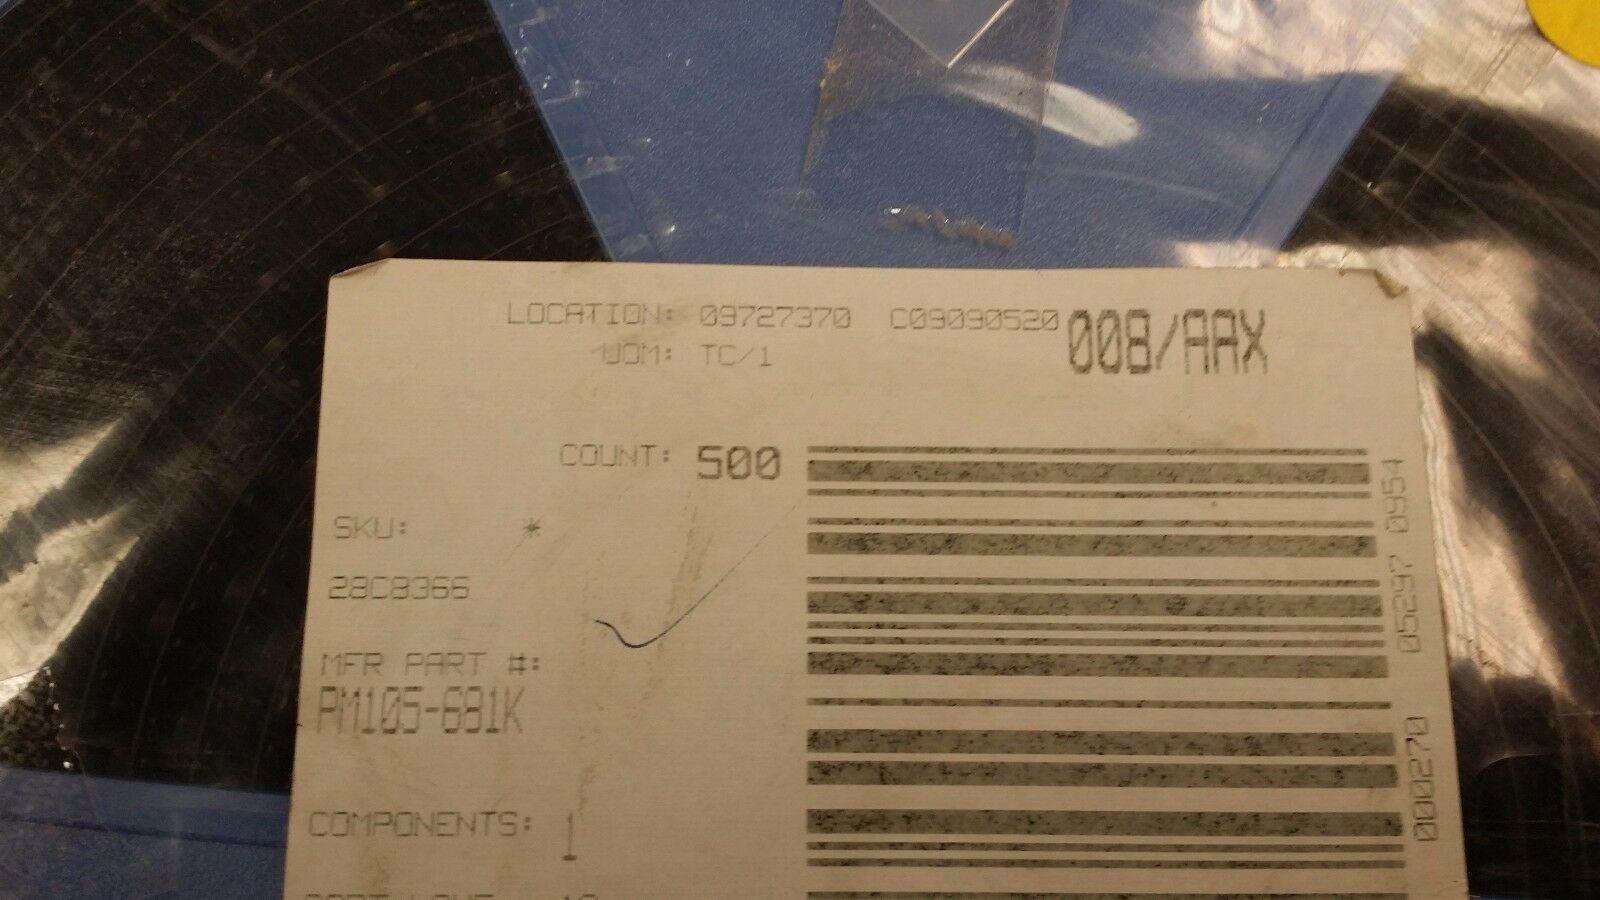 LOCATION: 09727370 C09090520 00B/AAX
UOM: TC/1
COUNT: 500
SKU: *
28C8366
MFR PART #:
PM105-681K
COMPONENTS: 1
05297 0954
000270